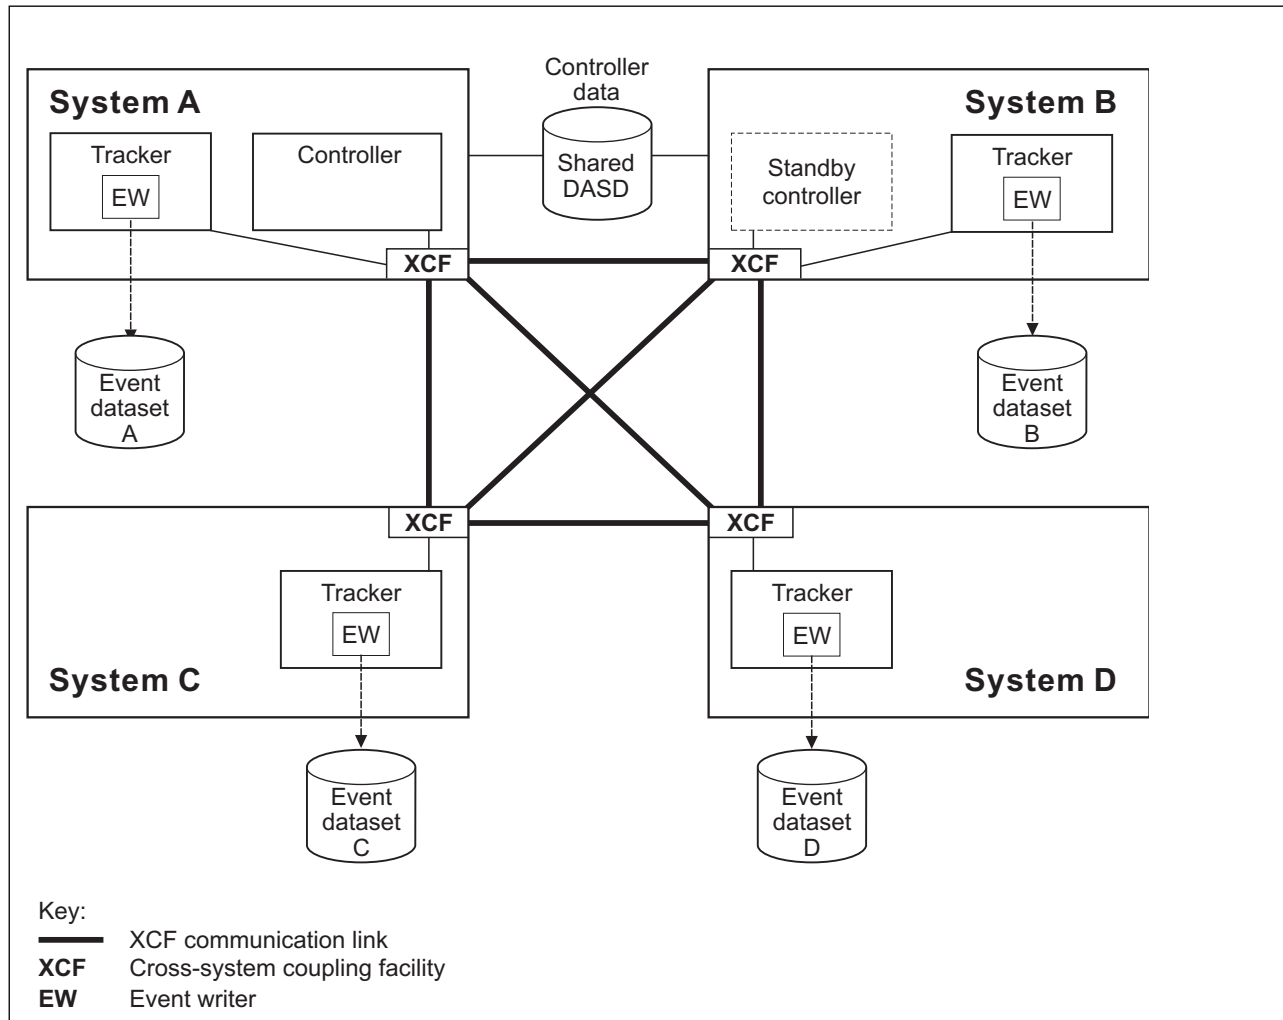 Controller
data
System A
System B
Tracker
EW
Controller
Shared
DASD
Standby
controller
Tracker
EW
XCF
XCF
Event
dataset
A
Event
dataset
B
XCF
XCF
Tracker
EW
Tracker
EW
System C
System D
Event
dataset
C
Event
dataset
D
Key:
XCF communication link
XCF Cross-system coupling facility
EW Event writer